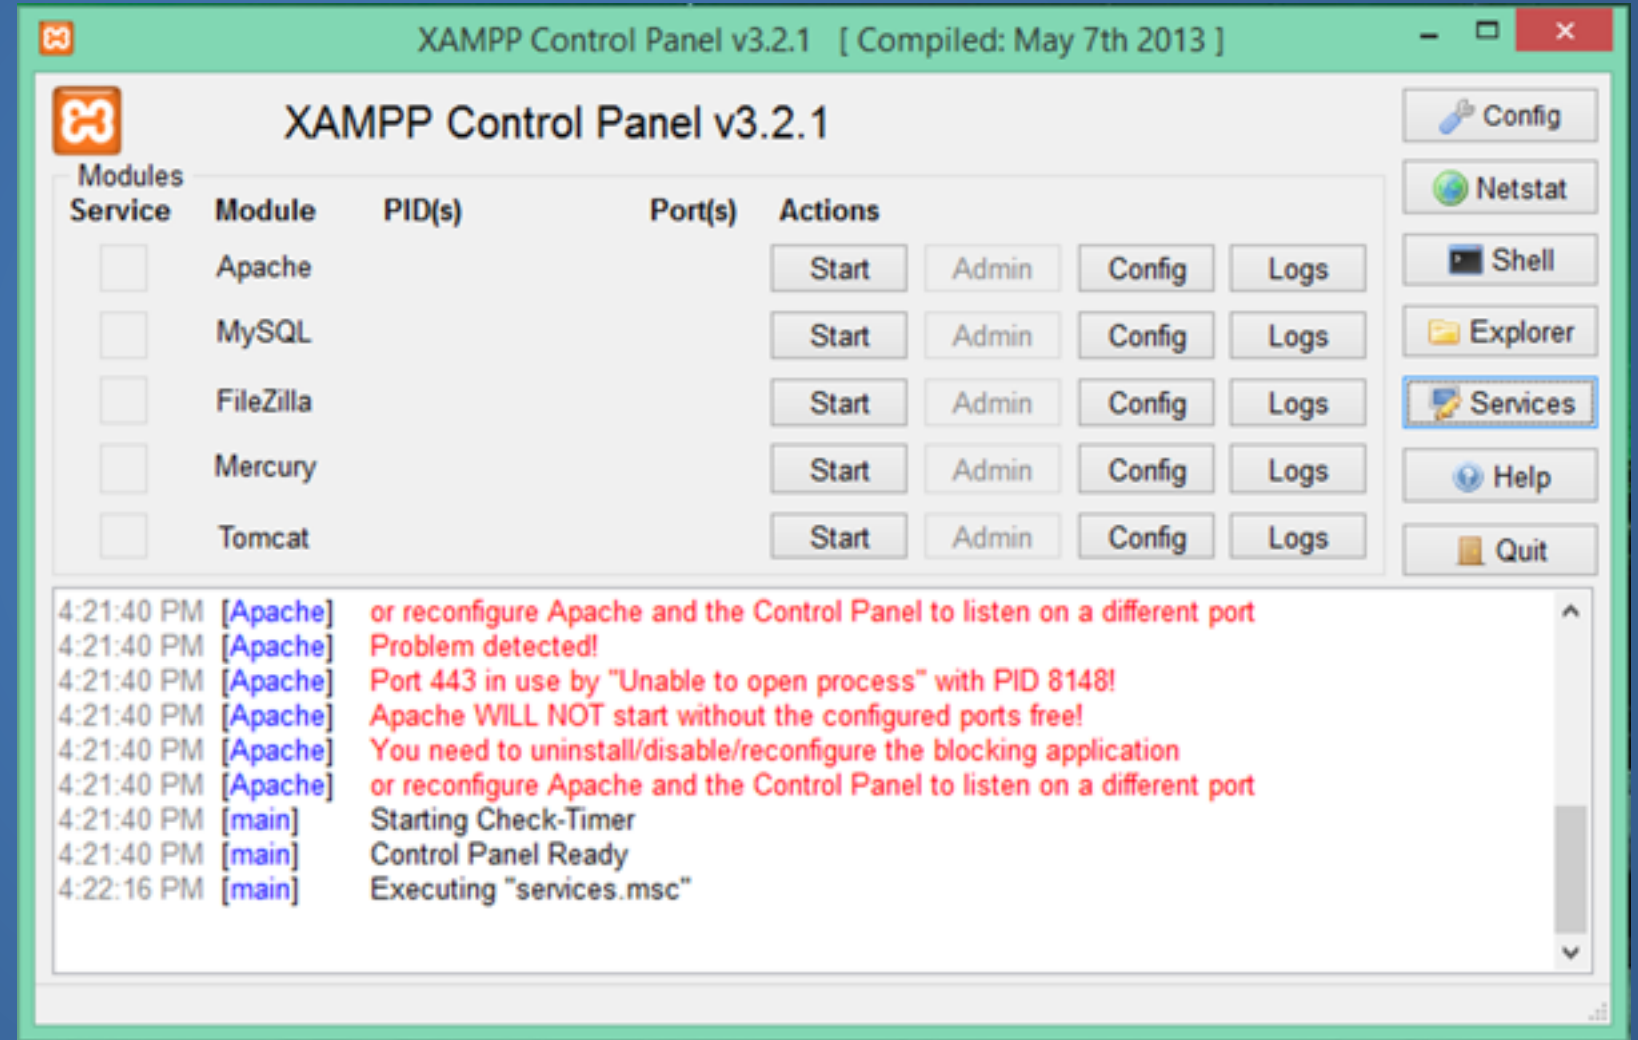 XAMPP Control Panel v3.2.1 [ Compiled: May 7th 2013 ]
XAMPP Control Panel v3.2.1
Config
Modules
Netstat
Service Module PID(s) Port(s) Actions
Apache Start Admin Config Logs
Shell
MySQL Start Admin Config Logs
Explorer
FileZilla Start Admin Config Logs
Services
Mercury Start Admin Config Logs
Help
Tomcat Start Admin Config Logs
Quit
4:21:40 PM [Apache] or reconfigure Apache and the Control Panel to listen on a different port
4:21:40 PM [Apache] Problem detected!
4:21:40 PM [Apache] Port 443 in use by "Unable to open process" with PID 8148!
4:21:40 PM [Apache] Apache WILL NOT start without the configured ports free!
4:21:40 PM [Apache] You need to uninstall/disable/reconfigure the blocking application
4:21:40 PM [Apache] or reconfigure Apache and the Control Panel to listen on a different port
4:21:40 PM [main] Starting Check-Timer
4:21:40 PM [main] Control Panel Ready
4:22:16 PM [main] Executing "services.msc"